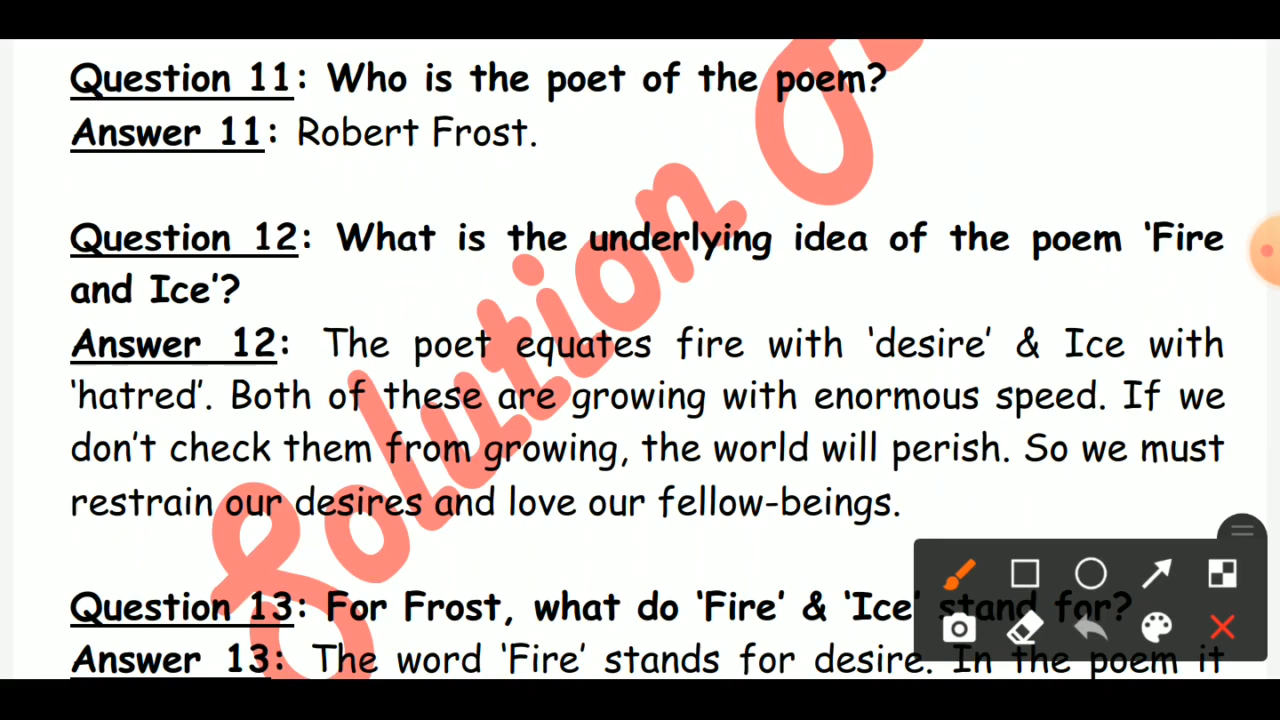 Question 11: Who is the poet of the poem?
Answer 11: Robert Frost.
Question 12: What is the underlying idea of the poem ‘Fire
and Ice’?
Answer 12: The poet equates fire with ‘desire’ & Ice with
‘hatred’. Both of these are growing with enormous speed. If we
don’t check them from growing, the world will perish. So we must
restrain our desires and love our fellow-beings.
Question 13: For Frost, what do ‘Fire’ & ‘Ice’ stand for?
Answer 13: The word ‘Fire’ stands for desire. In the poem it
Solution